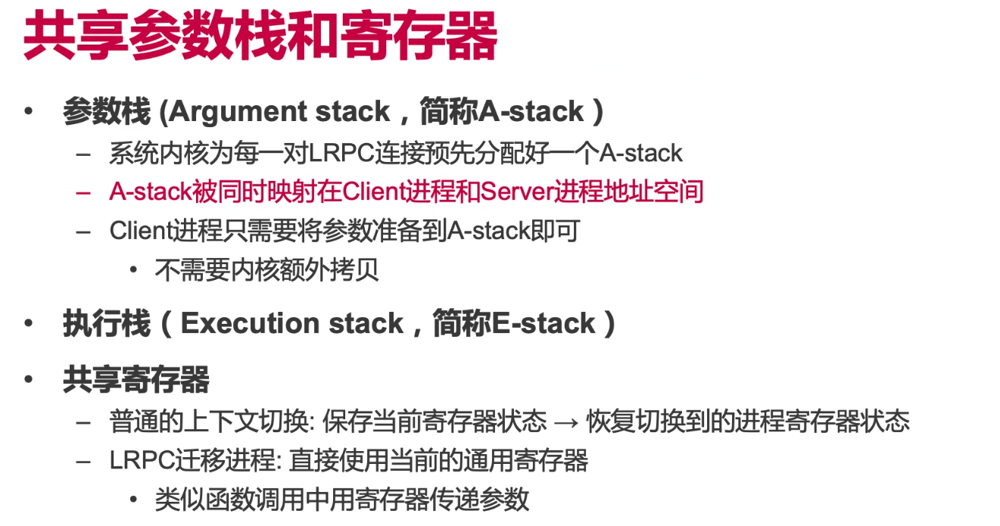 共享参数栈和寄存器
• 参数栈 (Argument stack，简称A-stack）
– 系统内核为每一对LRPC连接预先分配好一个A-stack
– A-stack被同时映射在Client进程和Server进程地址空间
– Client进程只需要将参数准备到A-stack即可
• 不需要内核额外拷贝
• 执行栈（Execution stack，简称E-stack）
• 共享寄存器
– 普通的上下文切换: 保存当前寄存器状态 → 恢复切换到的进程寄存器状态
– LRPC迁移进程: 直接使用当前的通用寄存器
• 类似函数调用中用寄存器传递参数